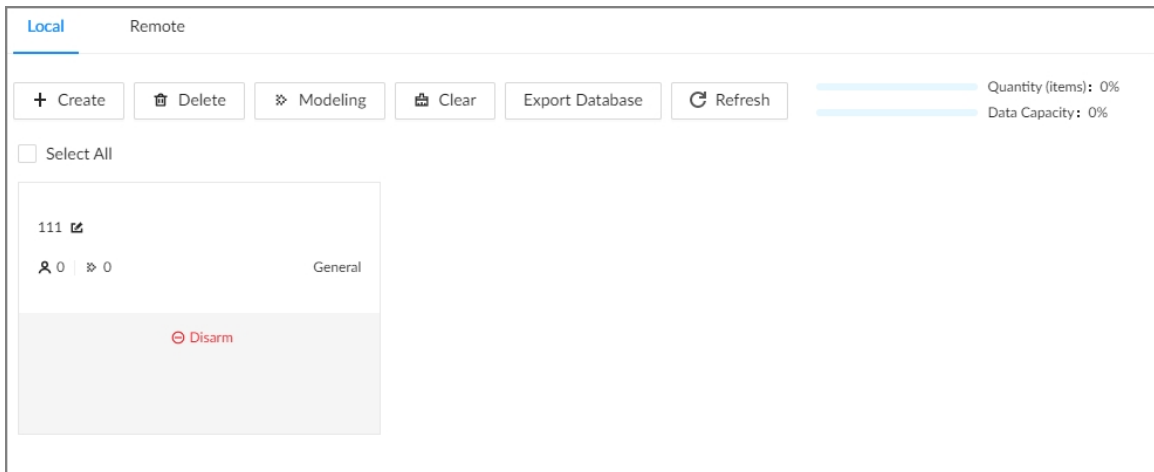 Local Remote
Create Delete Modeling Clear Export Database Refresh Quantity (items): 0%
Data Capacity: 0%
Select All
111
0 0 General
Disarm